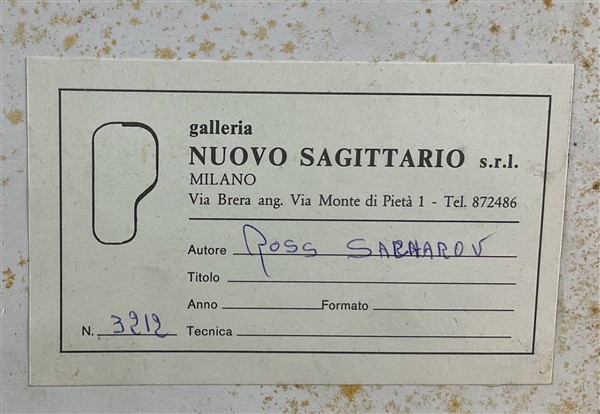 galleria
NUOVO SAGITTARIO s.r.l.
MILANO
Via Brera ang. Via Monte di Pietà 1 - Tel. 872486
Autore Ross Sakharov
Titolo
Anno Formato
N. 3212 Tecnica